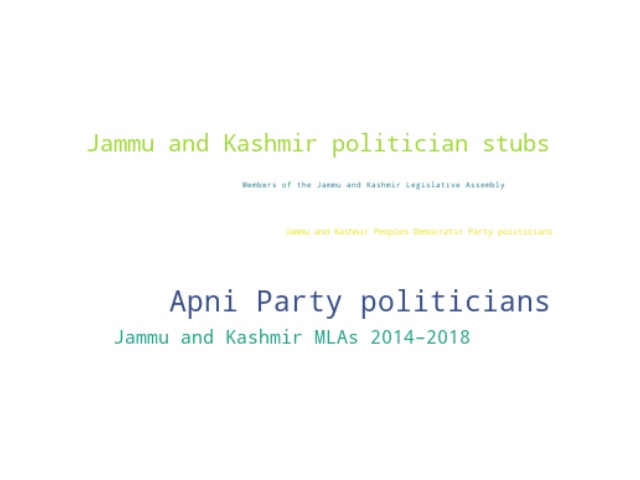 Jammu and Kashmir politician stubs
Members of the Jammu and Kashmir Legislative Assembly
Jammu and Kashmir Peoples Democratic Party politicians
Apni Party politicians
Jammu and Kashmir MLAs 2014–2018